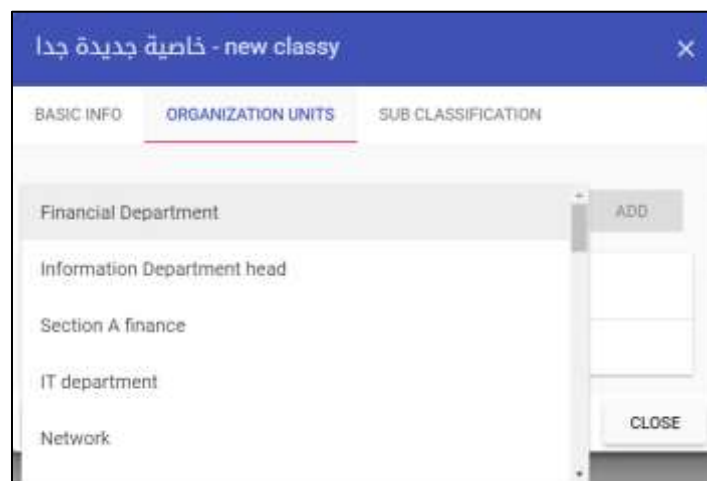 خاصية جديدة جدا - new classy
BASIC INFO ORGANIZATION UNITS SUB CLASSIFICATION
Financial Department
ADD
Information Department head
Section A finance
IT department
Network
CLOSE